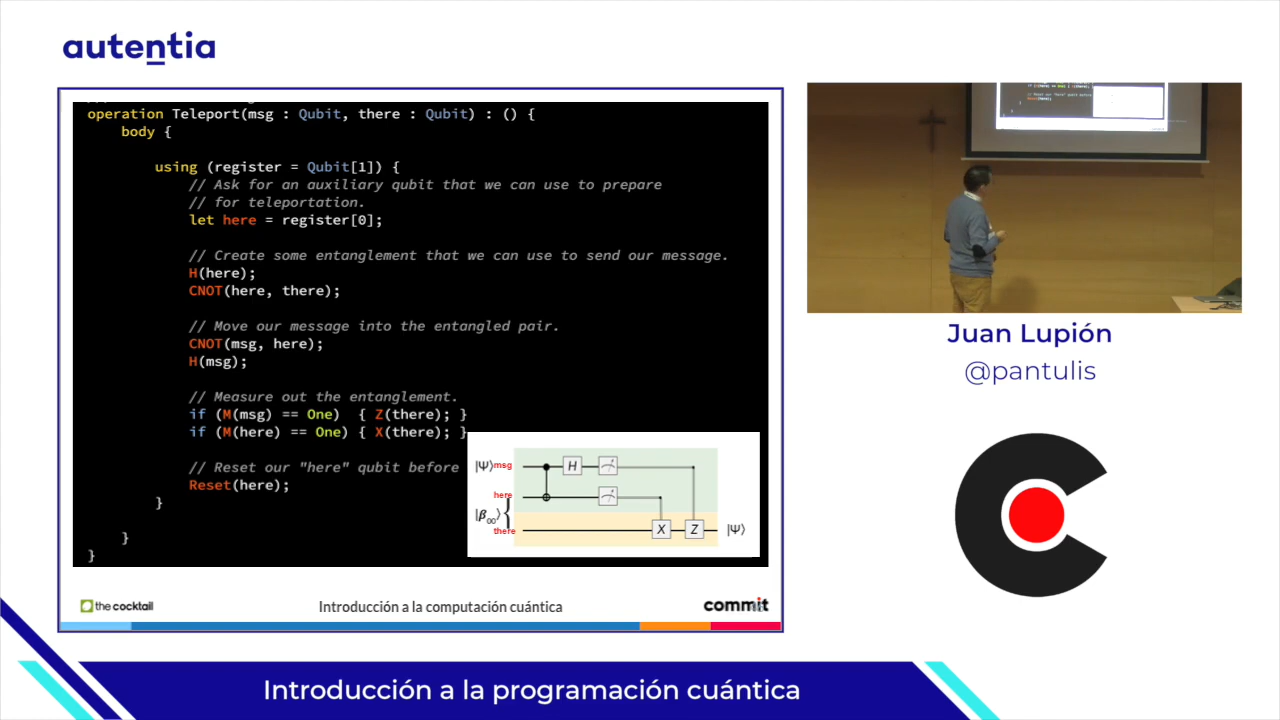 autentia
operation Teleport(msg : Qubit, there : Qubit) : () {
body {
using (register = Qubit[1]) {
// Ask for an auxiliary qubit that we can use to prepare
// for teleportation.
let here = register[0];
// Create some entanglement that we can use to send our message.
H(here);
CNOT(here, there);
// Move our message into the entangled pair.
CNOT(msg, here);
H(msg);
// Measure out the entanglement.
if (M(msg) == One)  { Z(there); }
if (M(here) == One) { X(there); }
// Reset our "here" qubit before
Reset(here);
}
}
}
|Ψ⟩ msg H
here
|β00⟩
there X Z |Ψ⟩
the cocktail
Introducción a la computación cuántica
commit
Juan Lupión
@pantulis
Introducción a la programación cuántica